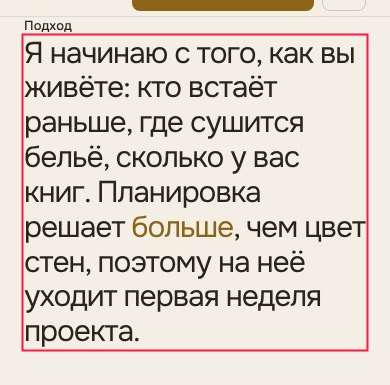 Подход
Я начинаю с того, как вы
живёте: кто встаёт
раньше, где сушится
бельё, сколько у вас
книг. Планировка
решает больше, чем цвет
стен, поэтому на неё
уходит первая неделя
проекта.